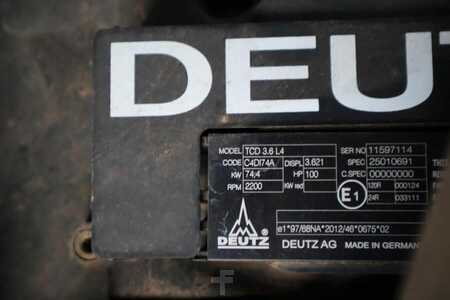 DEUT
MODEL TCD 3.6 L4 SER NO 11597114
CODE C4DI74A DISPL 3.621 SPEC 25010691
KW 74;4 HP 100 C.SPEC 00000000
RPM 2200 KW red E1 120R 000124
24R 033111
e1*97/68NA*2012/46*0675*02
DEUTZ DEUTZ AG MADE IN GERMAN